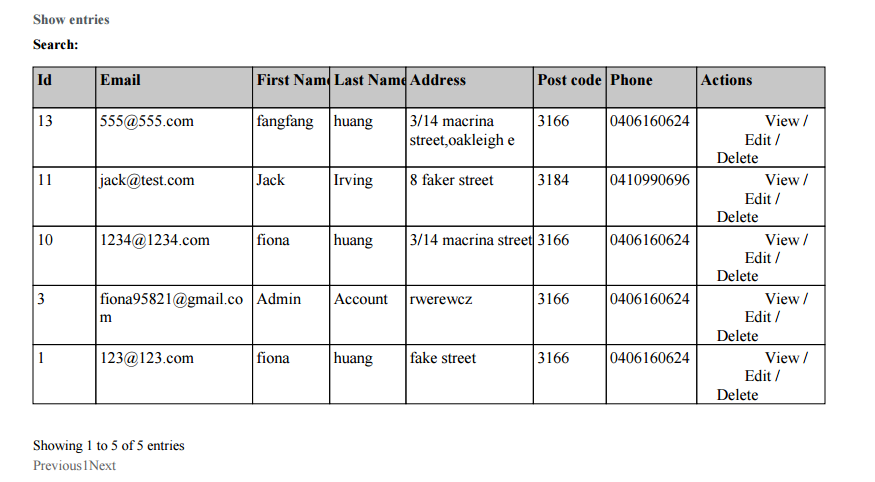 Show entries
Search:
Id Email First Name Last Name Address Post code Phone Actions
13 555@555.com fangfang huang 3/14 macrina 3166 0406160624 View /
street,oakleigh e Edit /
Delete
11 jack@test.com Jack Irving 8 faker street 3184 0410990696 View /
Edit /
Delete
10 1234@1234.com fiona huang 3/14 macrina street 3166 0406160624 View /
Edit /
Delete
3 fiona95821@gmail.co Admin Account rwerewcz 3166 0406160624 View /
m Edit /
Delete
1 123@123.com fiona huang fake street 3166 0406160624 View /
Edit /
Delete
Showing 1 to 5 of 5 entries
Previous1Next